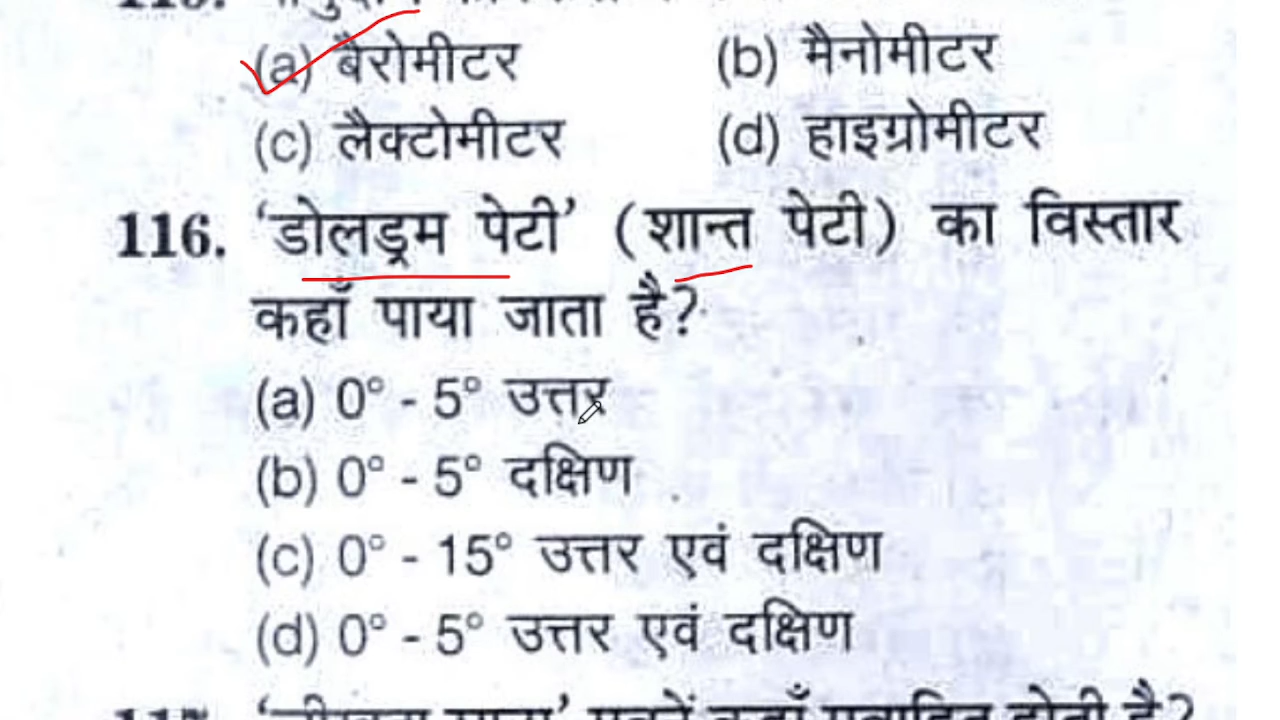 (a) बैरोमीटर (b) मैनोमीटर
(c) लैक्टोमीटर (d) हाइग्रोमीटर
116. ‘डोलड्रम पेटी’ (शान्त पेटी) का विस्तार
कहाँ पाया जाता है?
(a) 0° - 5° उत्तर
(b) 0° - 5° दक्षिण
(c) 0° - 15° उत्तर एवं दक्षिण
(d) 0° - 5° उत्तर एवं दक्षिण